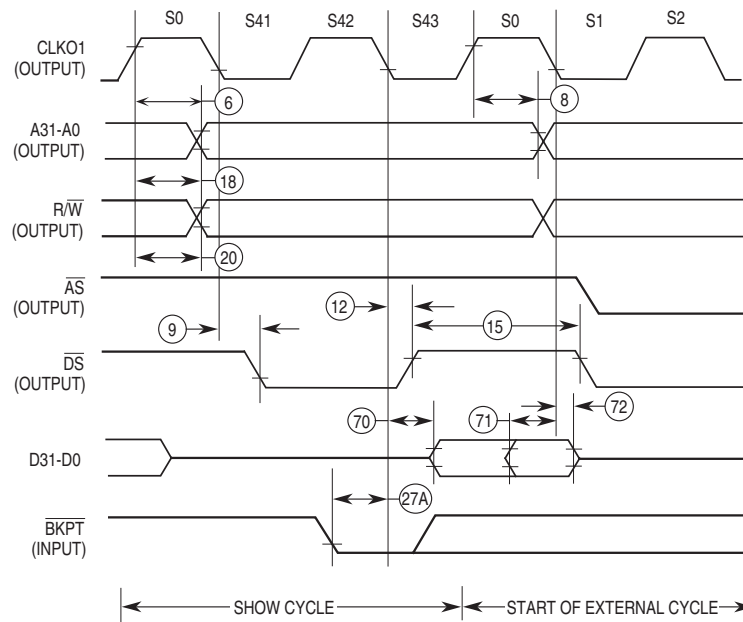 S0 S41 S42 S43 S0 S1 S2
CLKO1
(OUTPUT)
6
8
A31-A0
(OUTPUT)
18
R/W
(OUTPUT)
20
AS
(OUTPUT)
12
9
15
DS
(OUTPUT)
70
71
72
D31-D0
27A
BKPT
(INPUT)
SHOW CYCLE
START OF EXTERNAL CYCLE